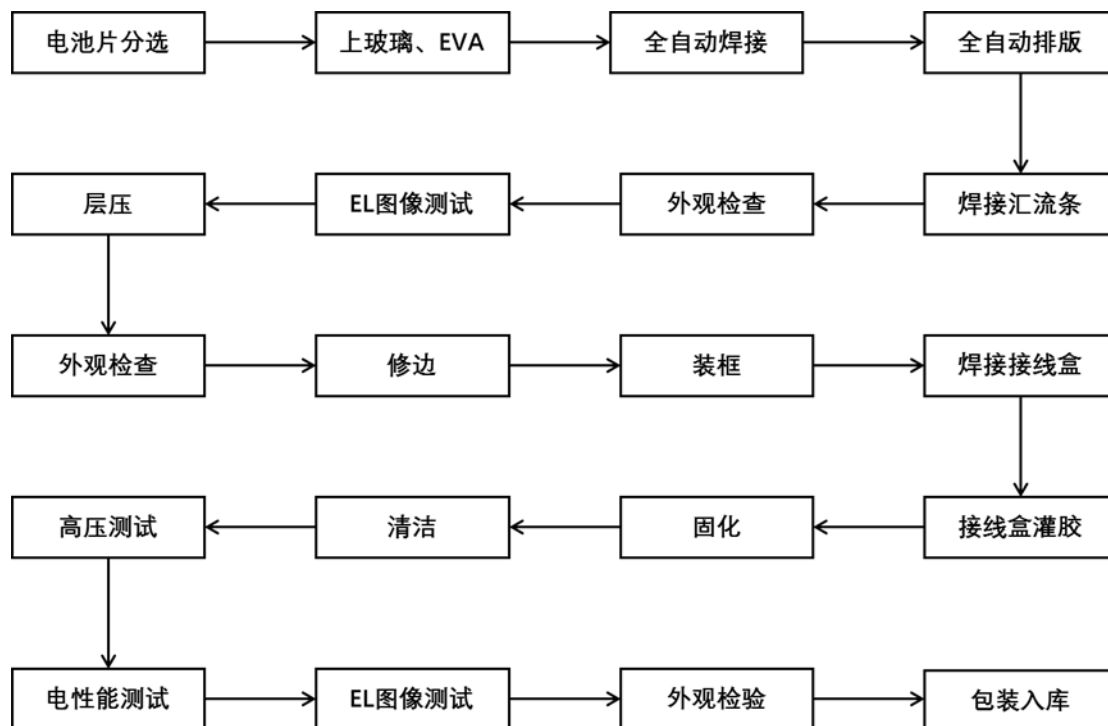 电池片分选
上玻璃、EVA
全自动焊接
全自动排版
层压
EL图像测试
外观检查
焊接汇流条
外观检查
修边
装框
焊接接线盒
高压测试
清洁
固化
接线盒灌胶
电性能测试
EL图像测试
外观检验
包装入库